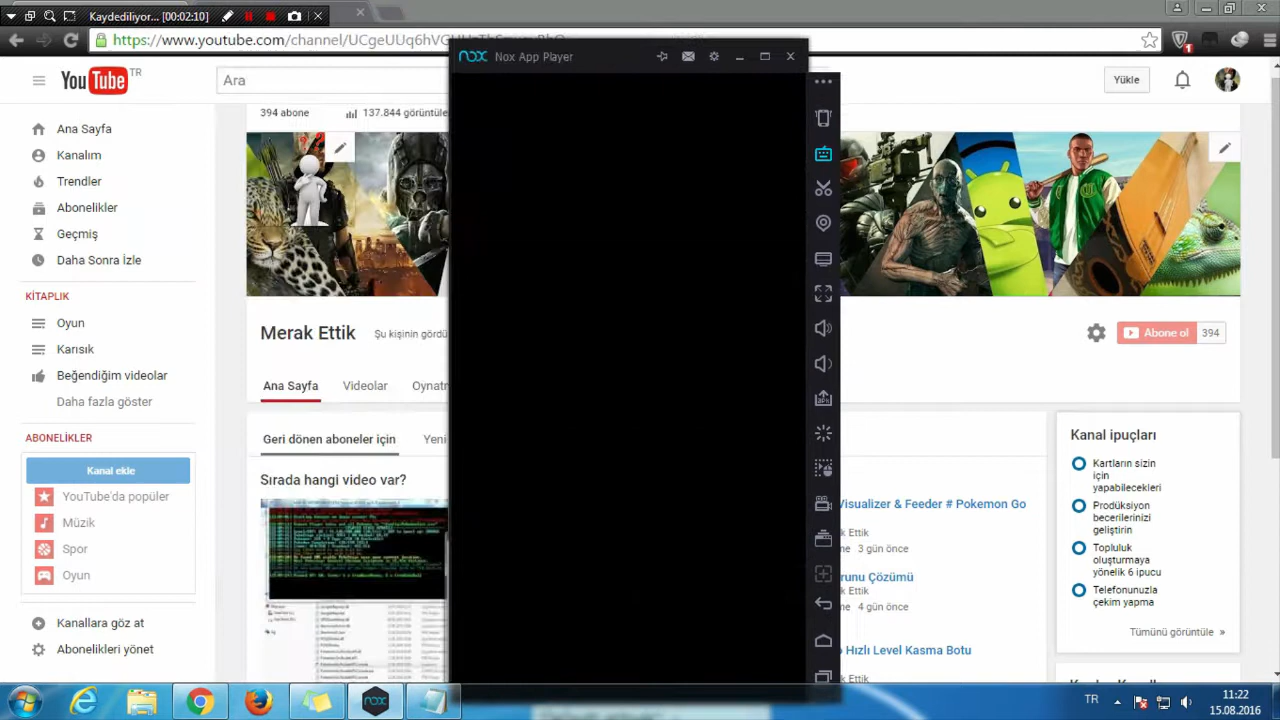 Kaydediliyor... [00:02:10]
https://www.youtube.com/channel/UCgeUUq6hVG
nox Nox App Player
YouTube TR
Ara
Yükle
394 abone
137.844 görüntüle
Ana Sayfa
Kanalım
Trendler
Abonelikler
Geçmiş
Daha Sonra İzle
KİTAPLIK
Oyun
Karısık
Beğendiğim videolar
Daha fazla göster
ABONELİKLER
Kanal ekle
YouTube'da popüler
Müzik
Spor
Oyun
Kanallara göz at
Abonelikleri yönet
Merak Ettik
Şu kişinin gördü
Abone ol 394
Ana Sayfa
Videolar
Oynatm
Geri dönen aboneler için
Yeni
Sırada hangi video var?
Visualizer & Feeder # Pokemon Go
k Ettik
e • 3 gün önce
runu Çözümü
k Ettik
e • 4 gün önce
o Hızlı Level Kasma Botu
k Ettik
Kanal ipuçları
Kartların sizin
için
yapabilecekleri
Prodüksiyon
becerilerinizi
geliştirin
Topluluk
oluşturmaya
yönelik 6 ipucu
Telefonunuzla
çekim yapma
Tümünü görüntüle »
nox
TR
11:22
15.08.2016